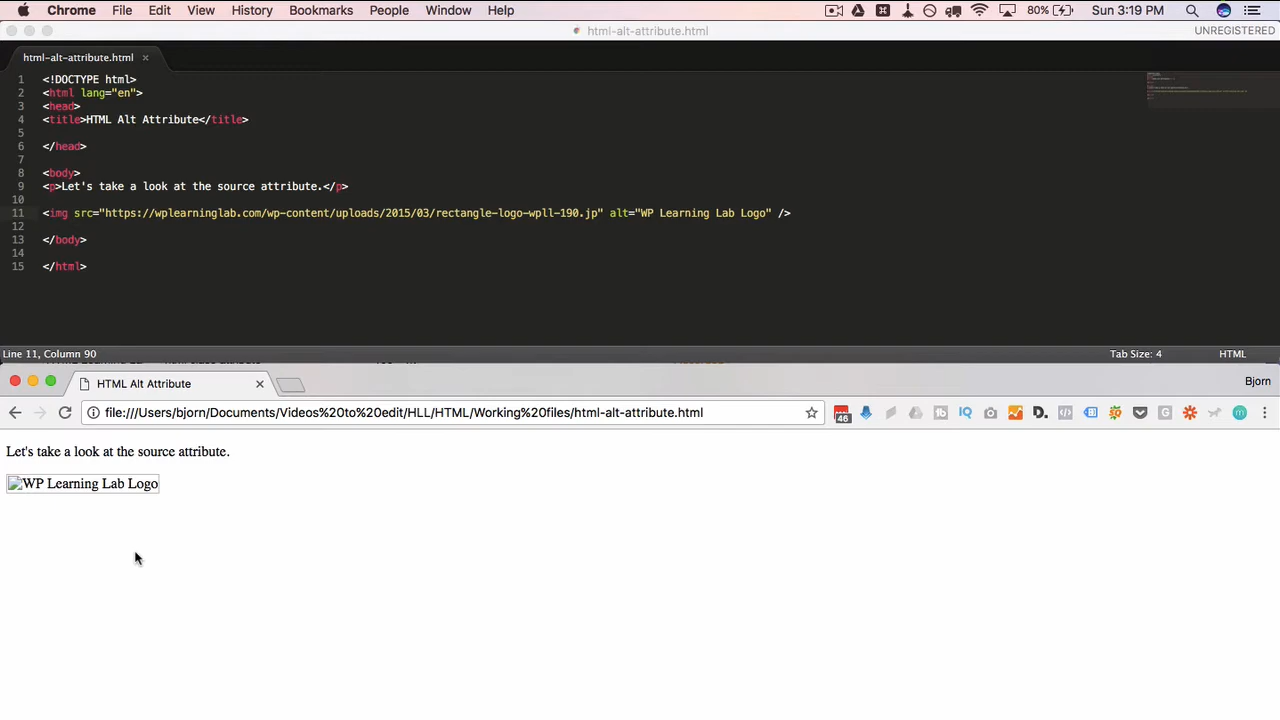 Chrome File Edit View History Bookmarks People Window Help 80% Sun 3:19 PM
html-alt-attribute.html UNREGISTERED
html-alt-attribute.html ×
1 <!DOCTYPE html>
2 <html lang="en">
3 <head>
4 <title>HTML Alt Attribute</title>
5
6 </head>
7
8 <body>
9 <p>Let's take a look at the source attribute.</p>
10
11 <img src="https://wplearninglab.com/wp-content/uploads/2015/03/rectangle-logo-wpll-190.jp" alt="WP Learning Lab Logo" />
12
13 </body>
14
15 </html>
Line 11, Column 90 Tab Size: 4 HTML
HTML Alt Attribute × Bjorn
file:///Users/bjorn/Documents/Videos%20to%20edit/HLL/HTML/Working%20files/html-alt-attribute.html 46
Let's take a look at the source attribute.
WP Learning Lab Logo